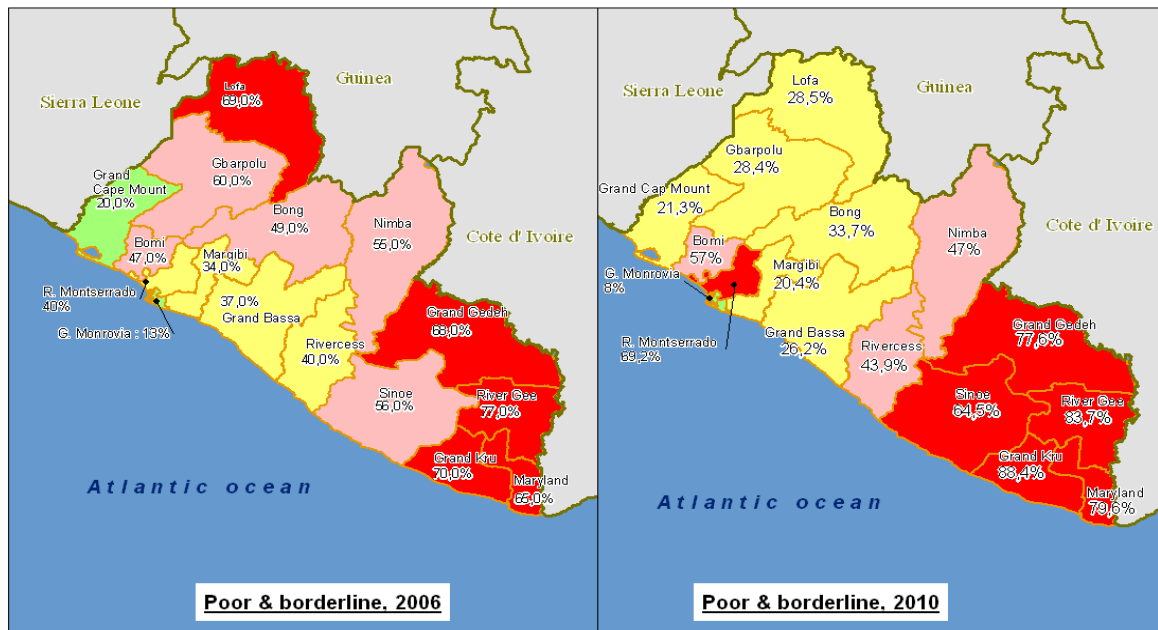 Guinea
Sierra Leone
Lofa
69,0%
Gbarpolu
60,0%
Grand
Cape Mount
20,0%
Bong
49,0%
Nimba
55,0%
Cote d' Ivoire
Bomi
47,0%
Margibi
34,0%
R. Montserrado
40%
37,0%
Grand Bassa
G. Monrovia : 13%
Rivercess
40,0%
Grand Gedeh
68,0%
Sinoe
56,0%
River Gee
77,0%
Grand Kru
70,0%
Maryland
65,0%
Atlantic ocean
Poor & borderline, 2006
Guinea
Sierra Leone
Lofa
28,5%
Gbarpolu
28,4%
Grand Cap Mount
21,3%
Bong
33,7%
Nimba
47%
Cote d' Ivoire
Bomi
57%
Margibi
20,4%
G. Monrovia
8%
R. Montserrado
69,2%
Grand Bassa
26,2%
Rivercess
43,9%
Grand Gedeh
77,6%
Sinoe
64,5%
River Gee
83,7%
Grand Kru
88,4%
Maryland
79,6%
Atlantic ocean
Poor & borderline, 2010